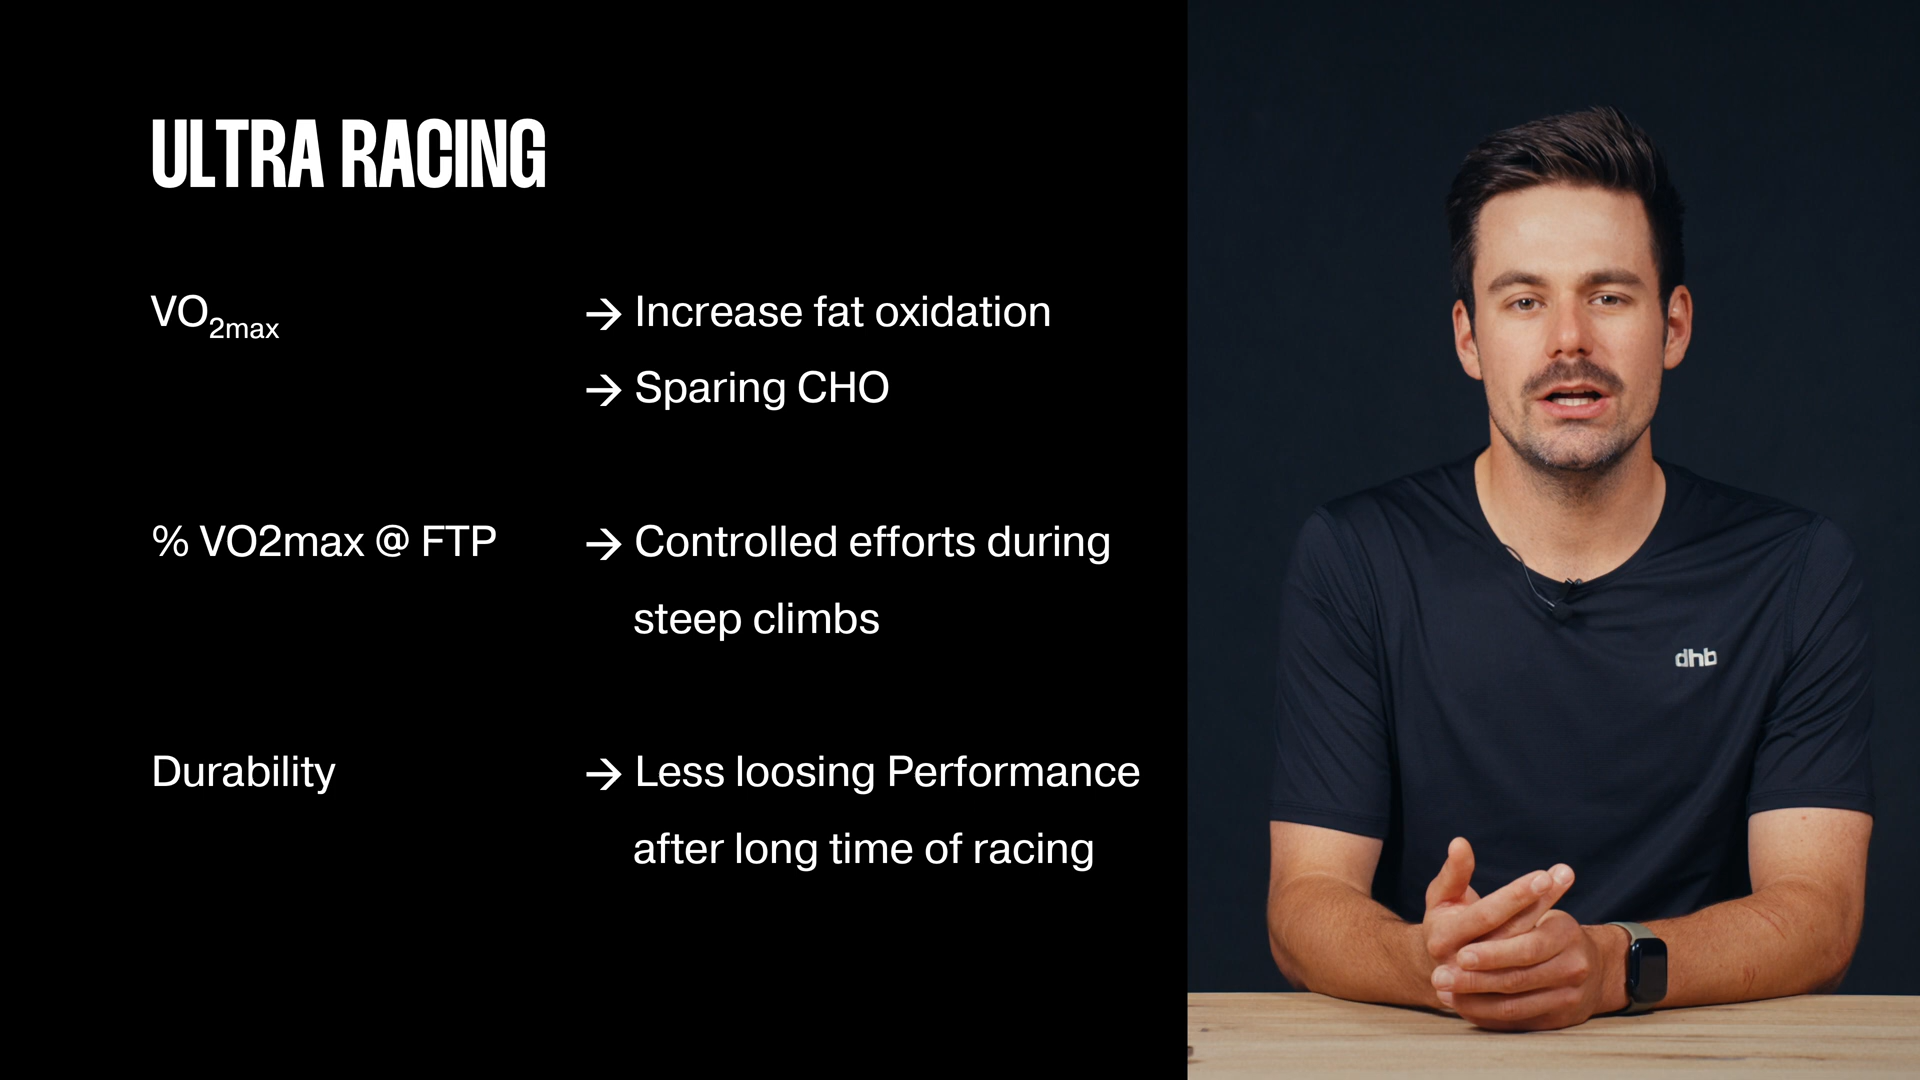 ULTRA RACING
VO2max → Increase fat oxidation
→ Sparing CHO
% VO2max @ FTP → Controlled efforts during
steep climbs
Durability → Less loosing Performance
after long time of racing
dhb